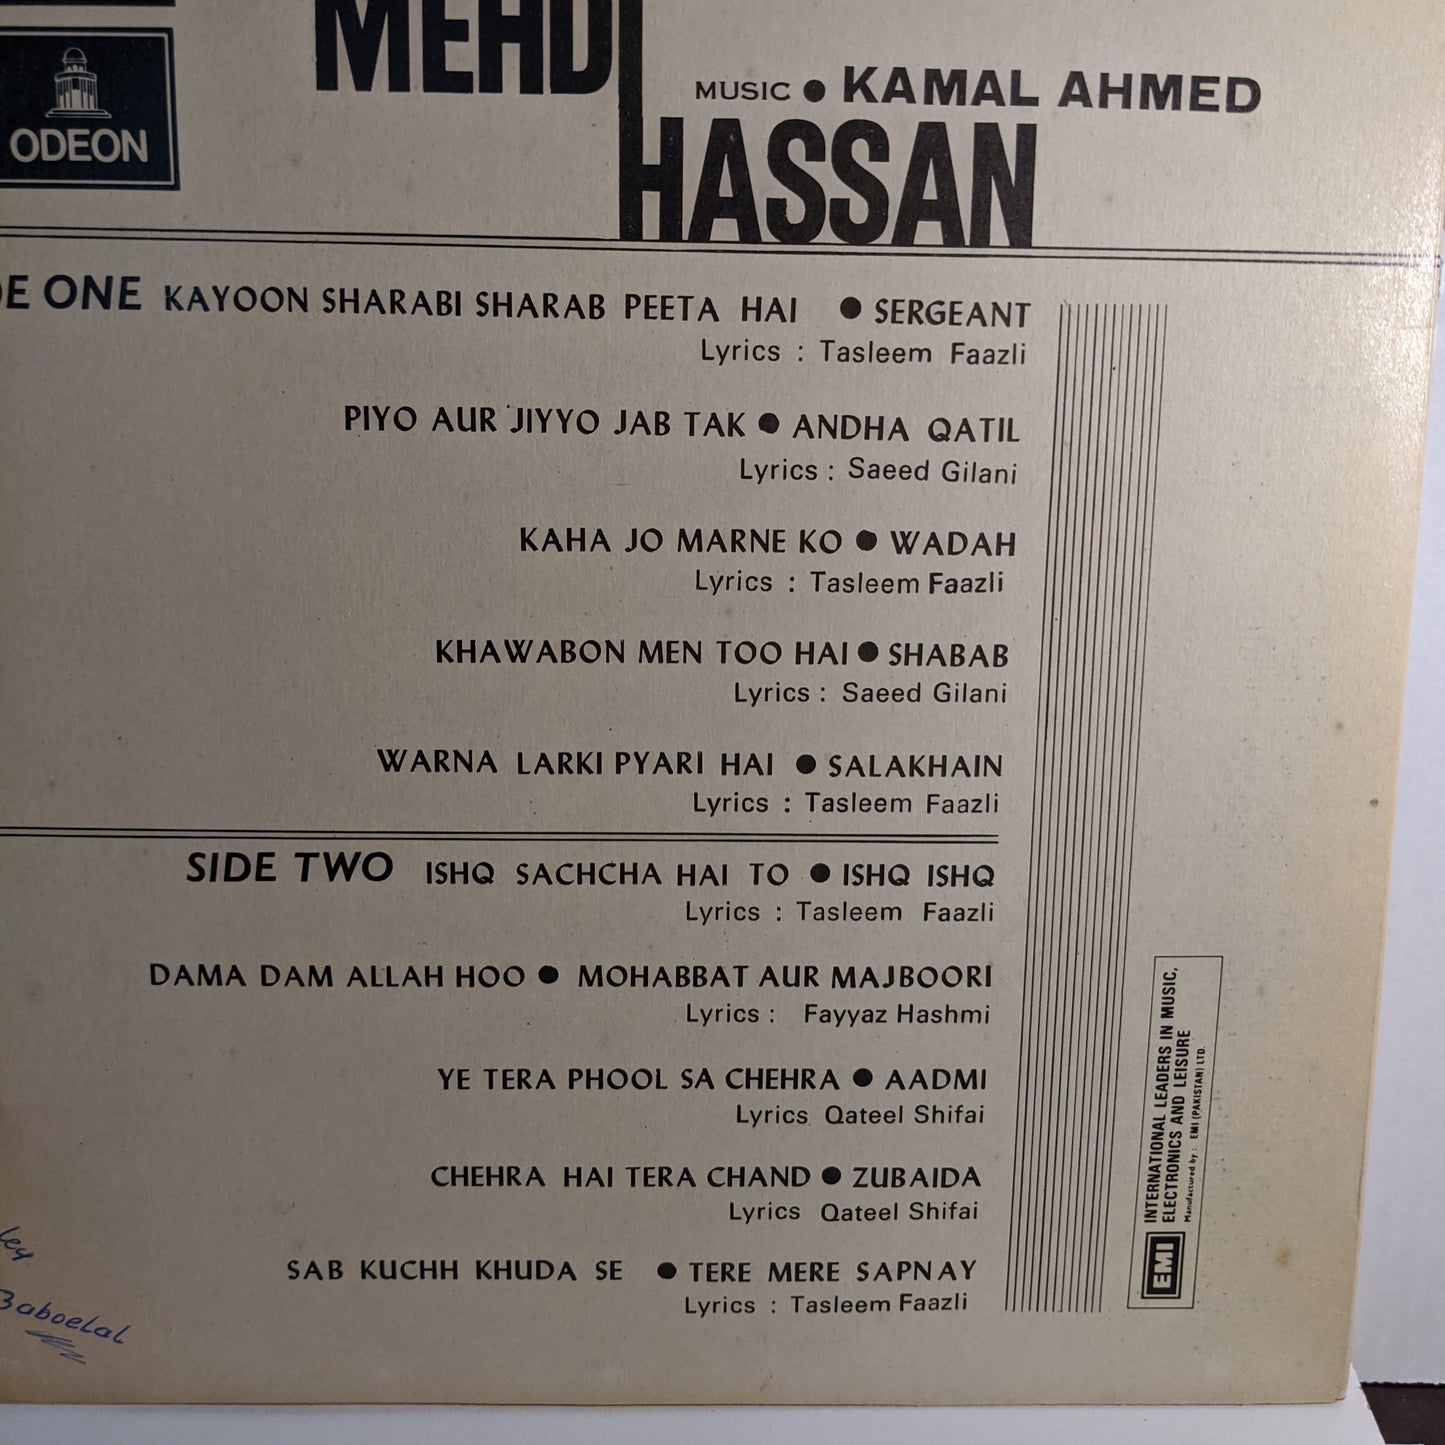 MEHDI
MUSIC ● KAMAL AHMED
HASSAN
ODEON
ONE KAYOON SHARABI SHARAB PEETA HAI ● SERGEANT
Lyrics : Tasleem Faazli
PIYO AUR JIYYO JAB TAK ● ANDHA QATIL
Lyrics : Saeed Gilani
KAHA JO MARNE KO ● WADAH
Lyrics : Tasleem Faazli
KHAWABON MEN TOO HAI ● SHABAB
Lyrics : Saeed Gilani
WARNA LARKI PYARI HAI ● SALAKHAIN
Lyrics : Tasleem Faazli
SIDE TWO ISHQ SACHCHA HAI TO ● ISHQ ISHQ
Lyrics : Tasleem Faazli
DAMA DAM ALLAH HOO ● MOHABBAT AUR MAJBOORI
Lyrics : Fayyaz Hashmi
YE TERA PHOOL SA CHEHRA ● AADMI
Lyrics Qateel Shifai
CHEHRA HAI TERA CHAND ● ZUBAIDA
Lyrics Qateel Shifai
SAB KUCHH KHUDA SE ● TERE MERE SAPNAY
Lyrics : Tasleem Faazli
EMI
INTERNATIONAL LEADERS IN MUSIC,
ELECTRONICS AND LEISURE
Manufactured by : EMI (PAKISTAN) LTD.
Baboelal